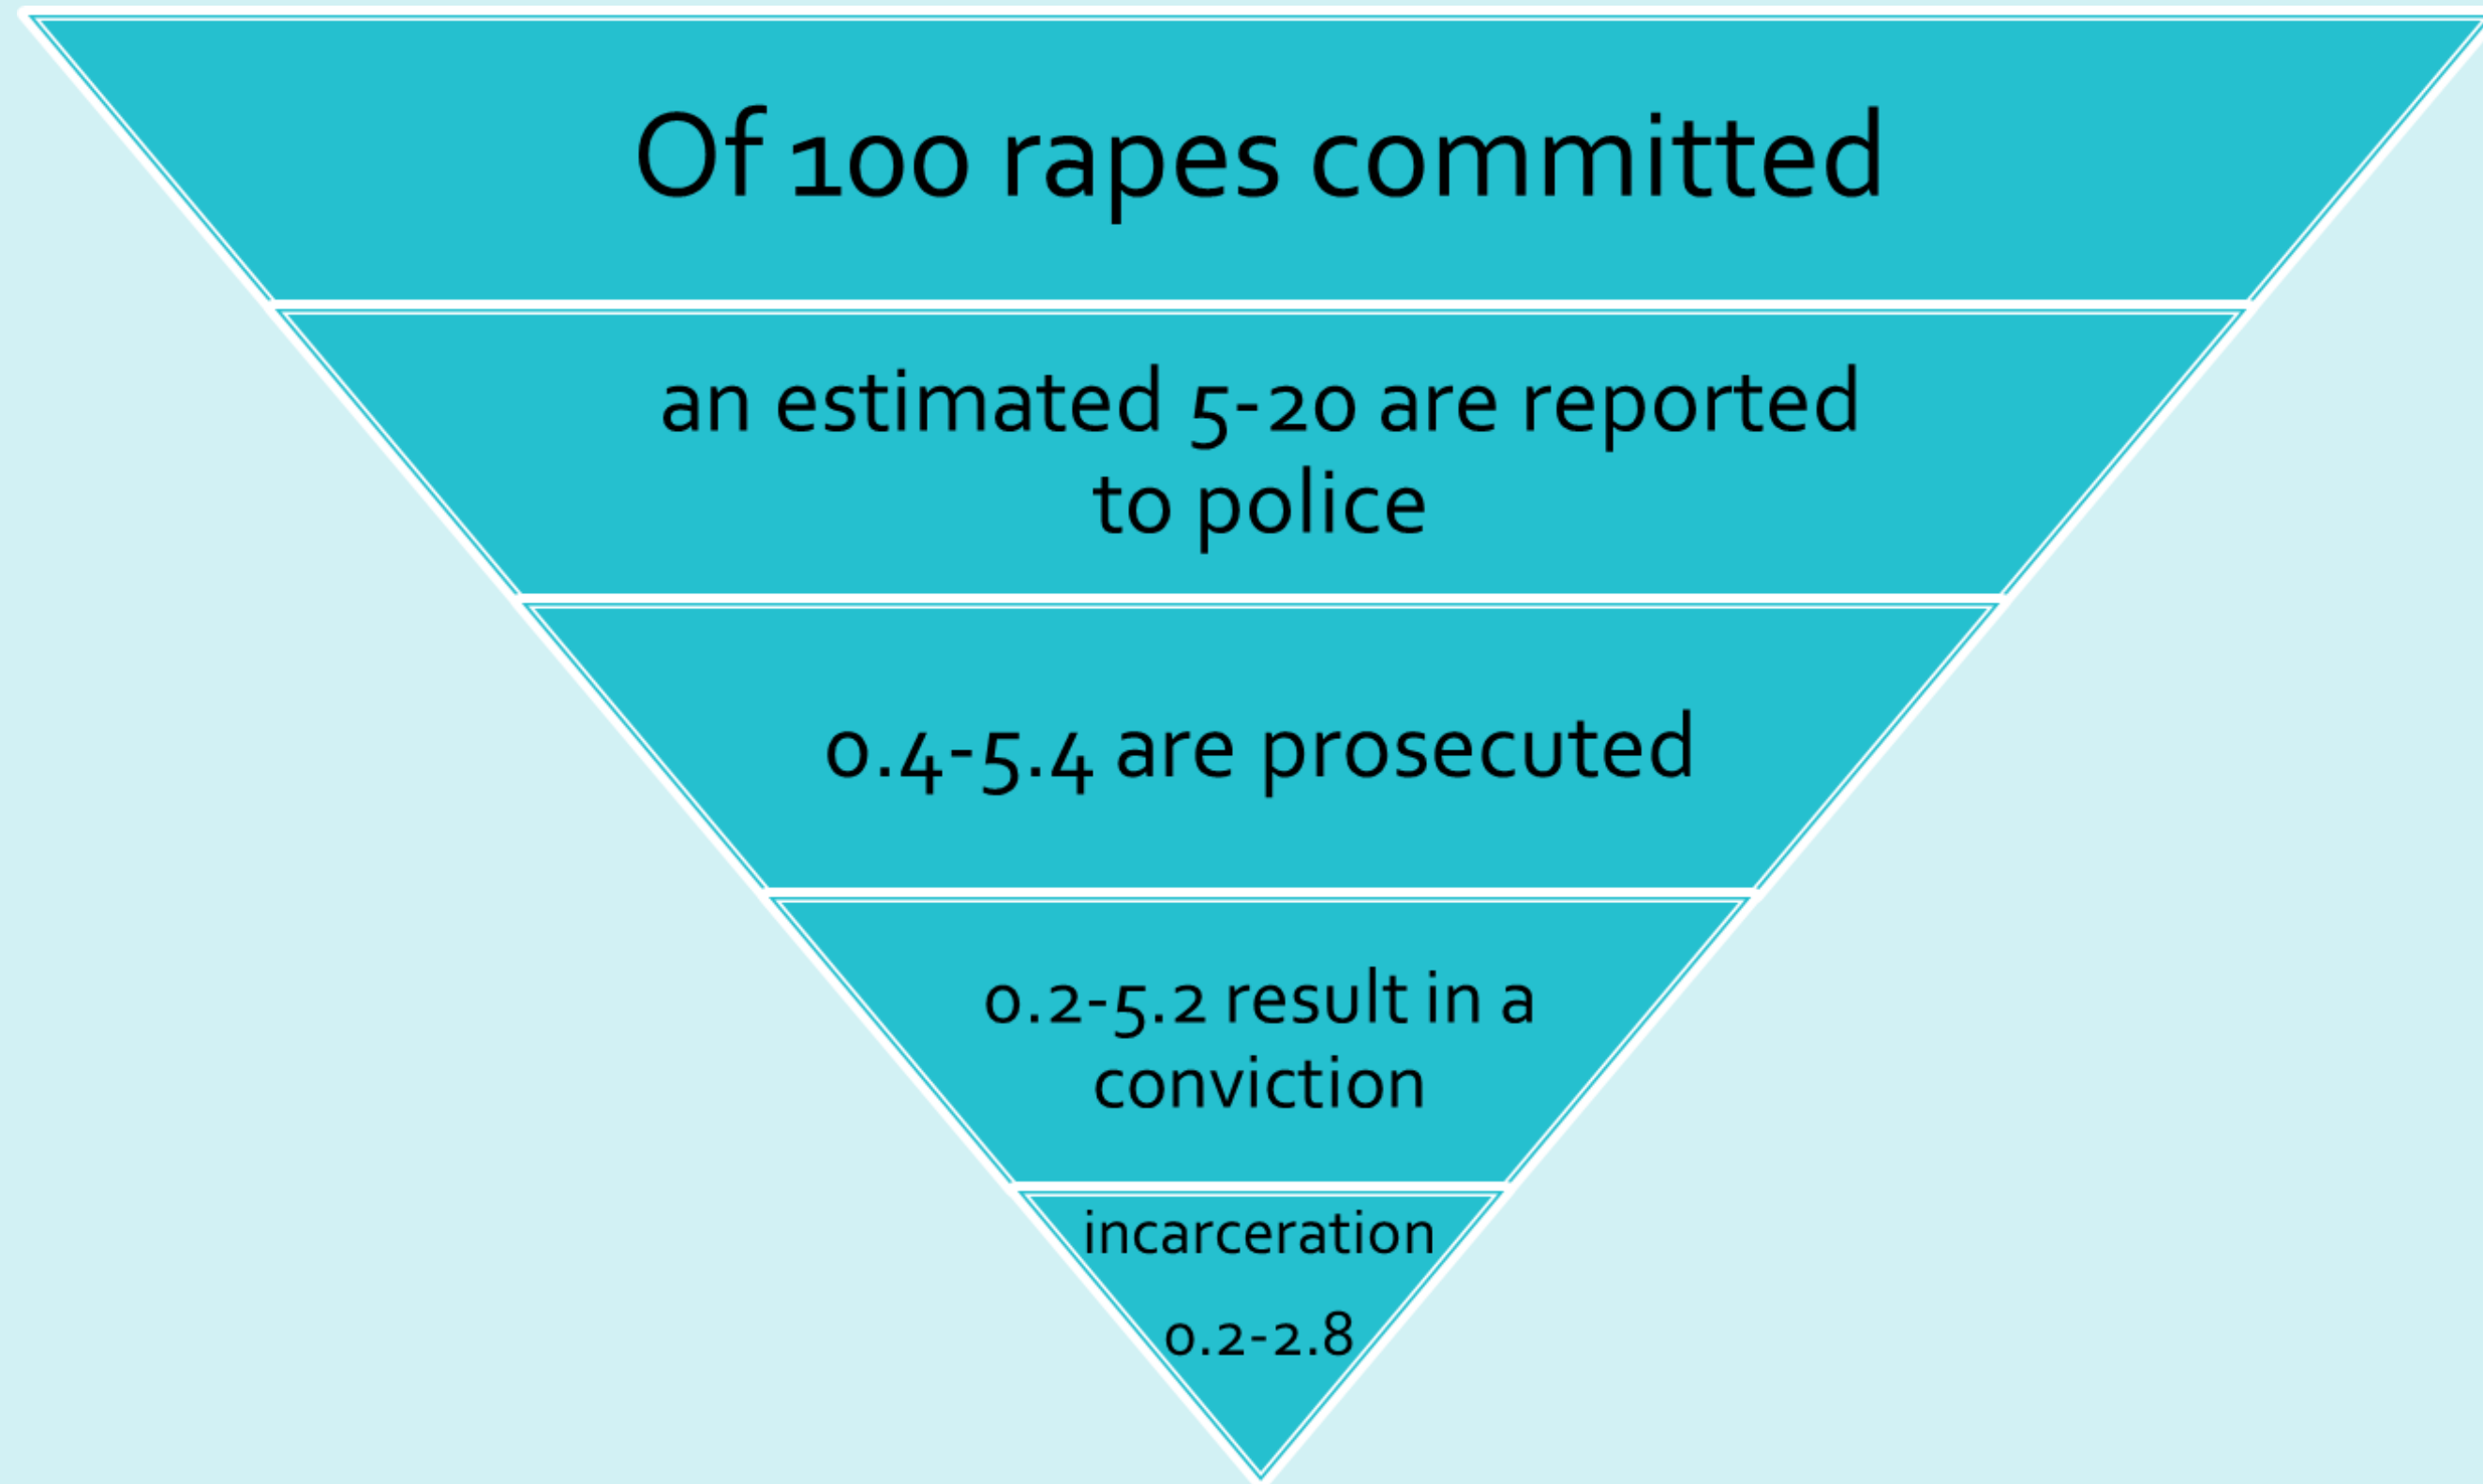 Of 100 rapes committed
an estimated 5-20 are reported
to police
0.4-5.4 are prosecuted
0.2-5.2 result in a
conviction
incarceration
0.2-2.8